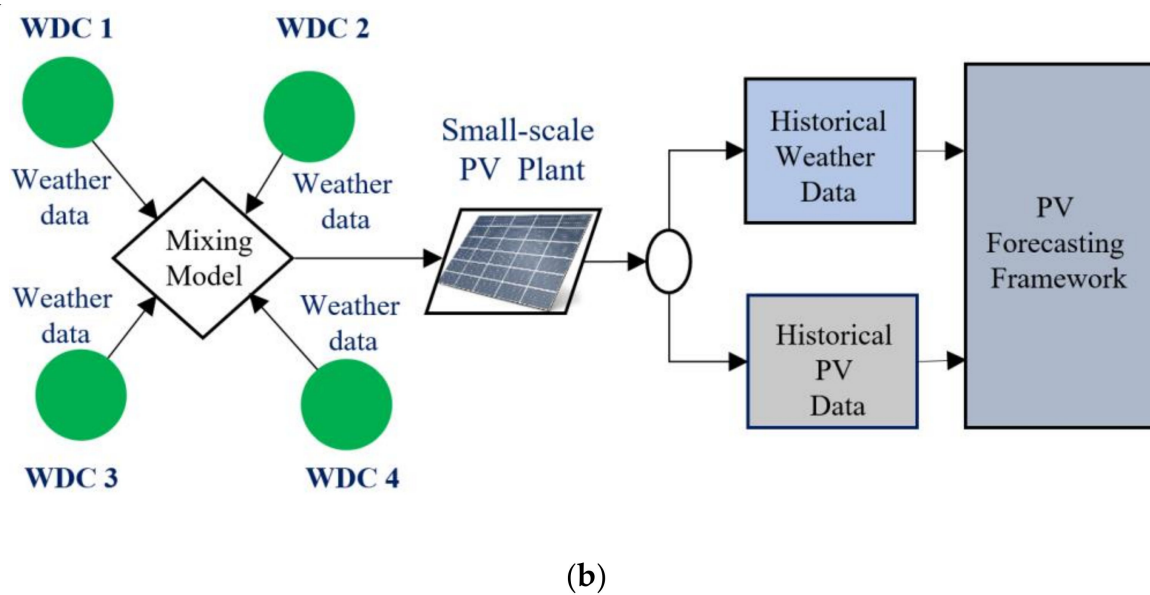 WDC 1
WDC 2
Weather
data
Weather
data
Mixing
Model
Weather
data
Weather
data
WDC 3
WDC 4
Small-scale
PV Plant
Historical
Weather
Data
Historical
PV
Data
PV
Forecasting
Framework
(b)